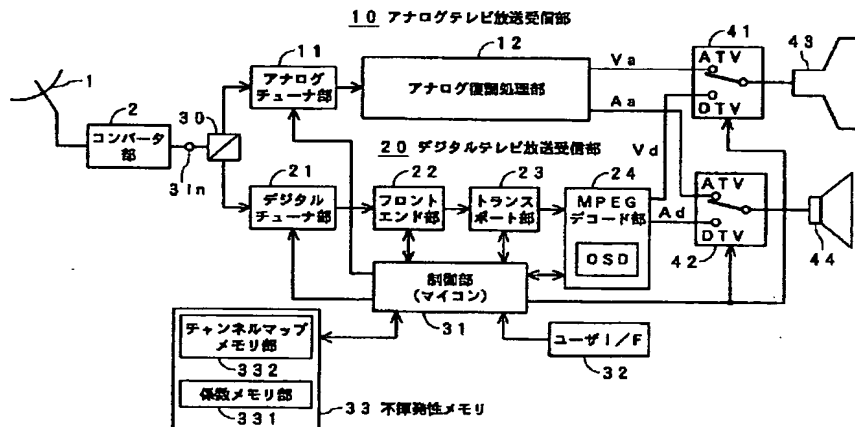 10 アナログテレビ放送受信部
11
アナログ
チューナ部
12
アナログ復調処理部
Va
Aa
41
ATV
DTV
43
1
2
コンバータ
部
31n
30
20 デジタルテレビ放送受信部
21
デジタル
チューナ部
22
フロント
エンド部
23
トランス
ポート部
24
MPEG
デコード部
OSD
Vd
Ad
ATV
DTV
42
44
制御部
(マイコン)
31
チャンネルマップ
メモリ部
332
係数メモリ部
331
33 不揮発性メモリ
ユーザI/F
32